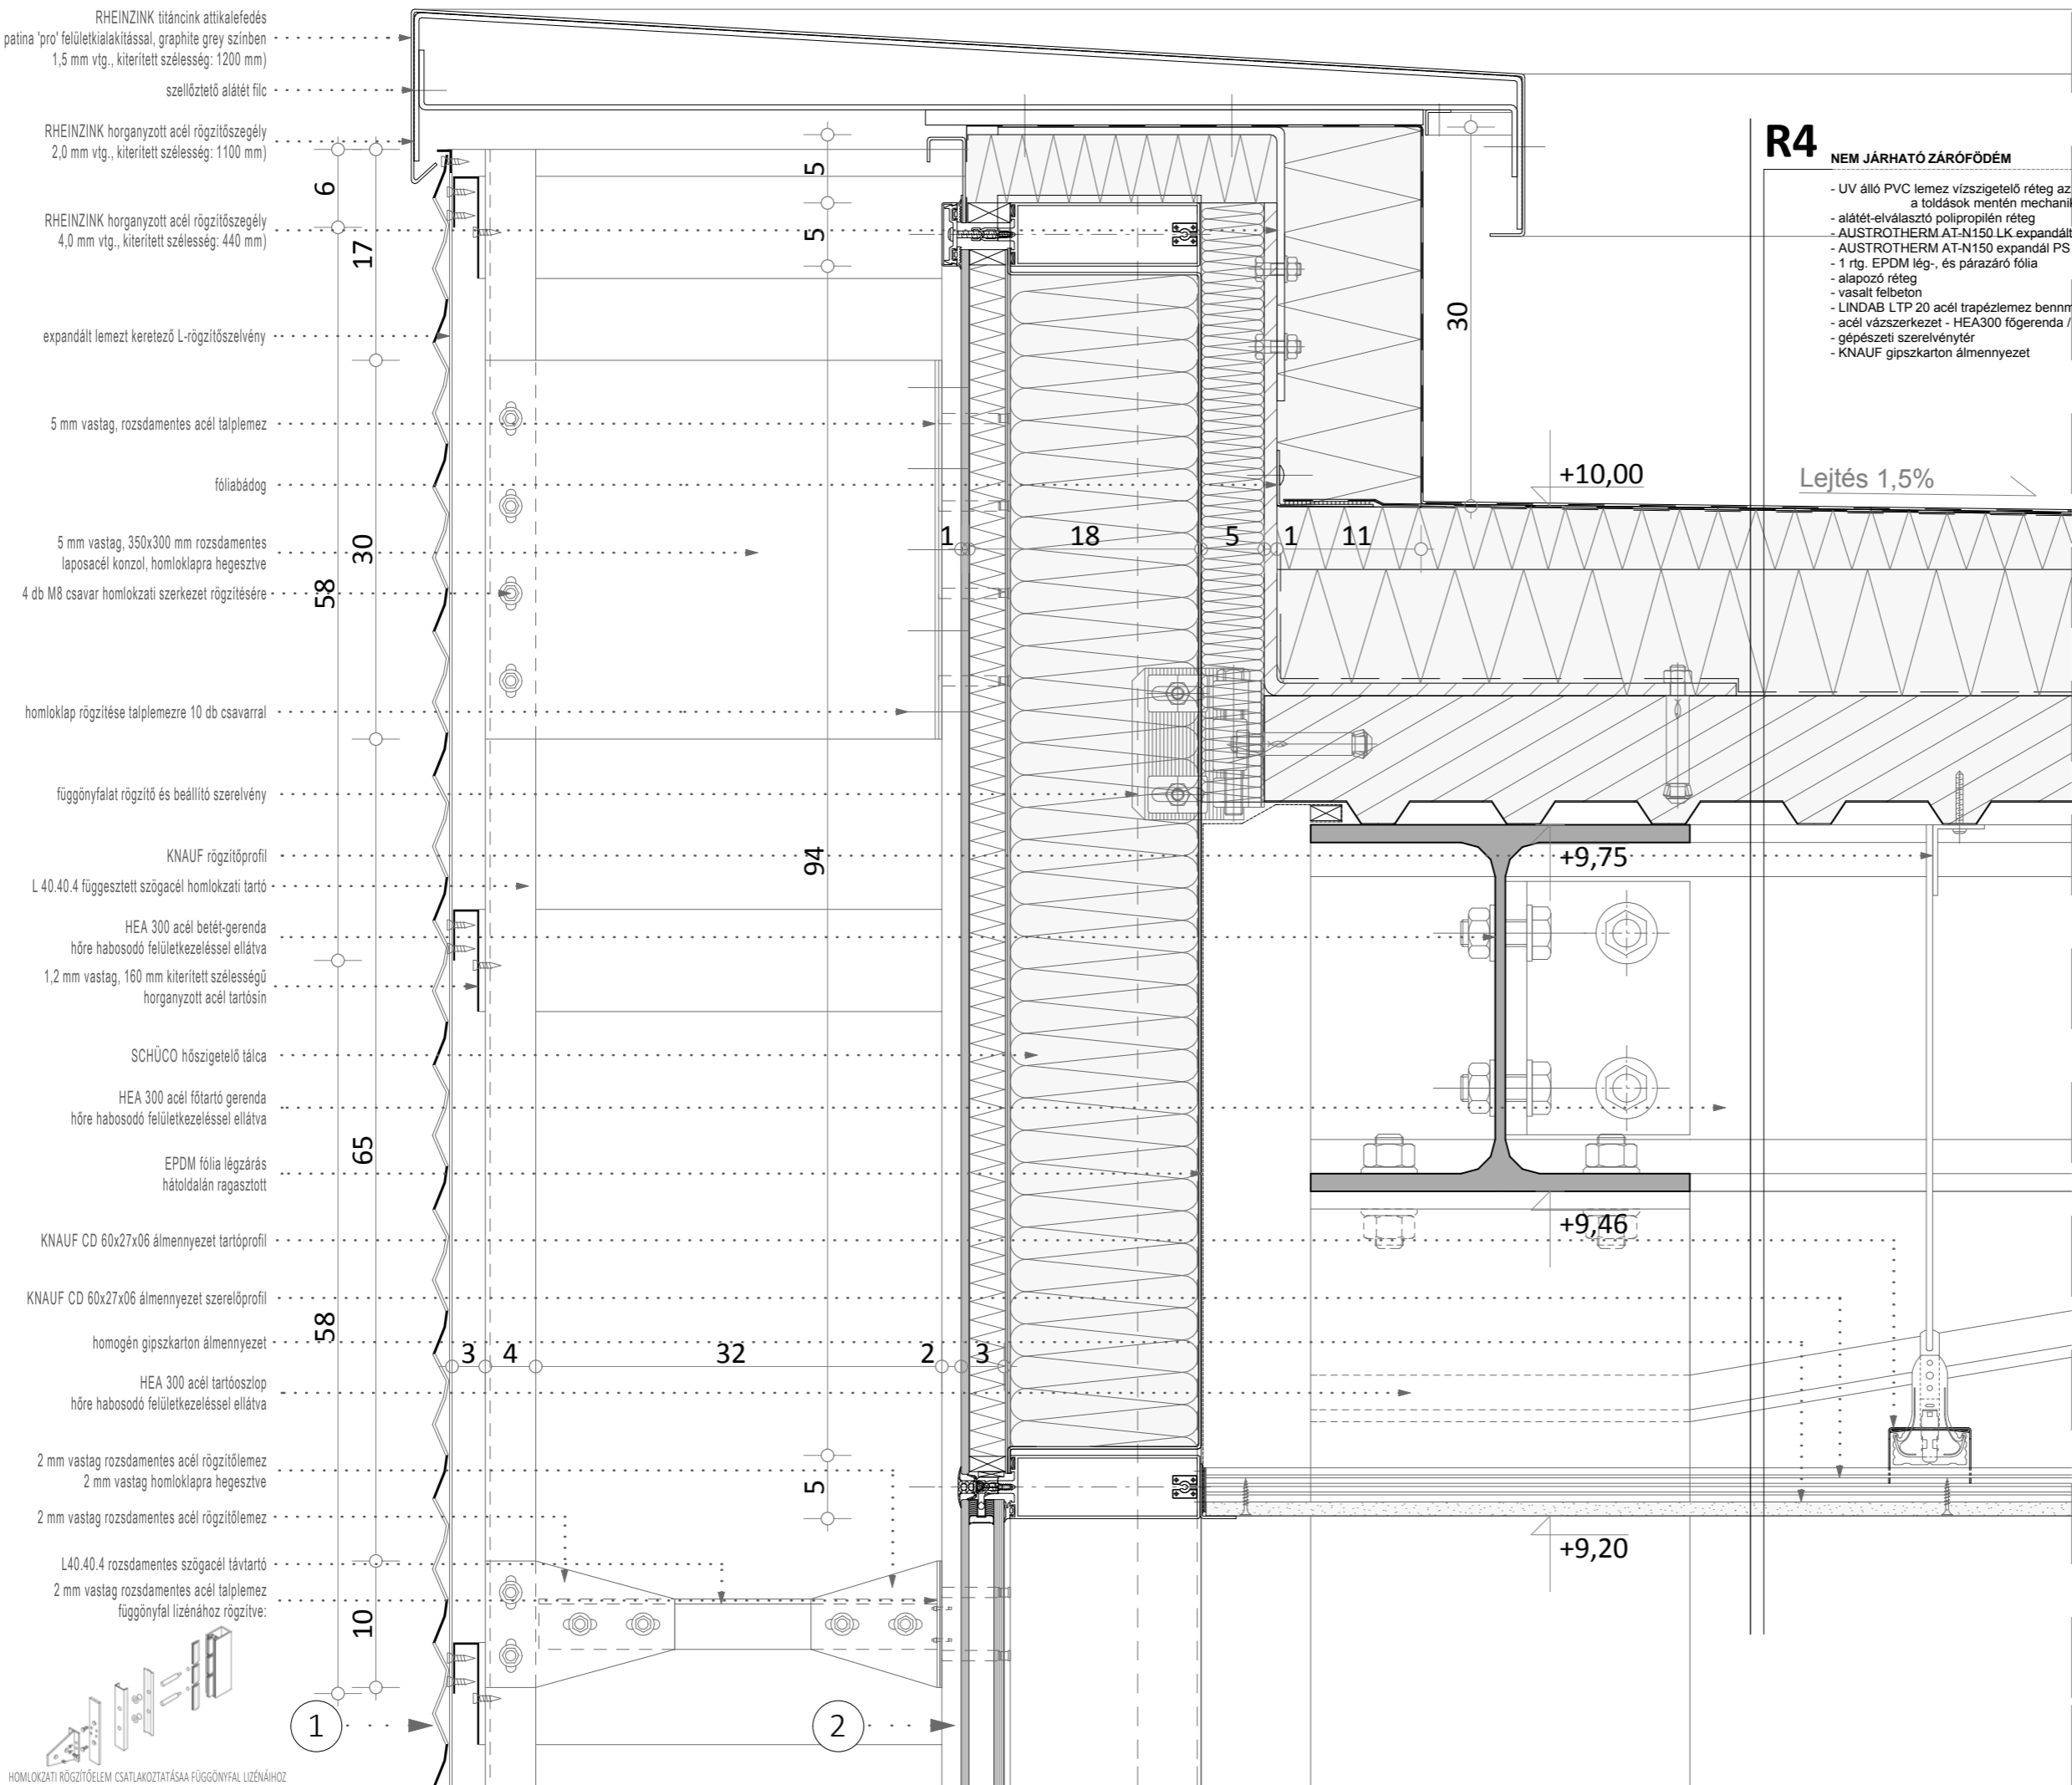 RHEINZINK titáncink attikalefedés
patina 'pro' felületkialakítással, graphite grey színben
1,5 mm vtg., kiterített szélesség: 1200 mm)
szellőztető alátét filc
RHEINZINK horganyzott acél rögzítőszegély
2,0 mm vtg., kiterített szélesség: 1100 mm)
RHEINZINK horganyzott acél rögzítőszegély
4,0 mm vtg., kiterített szélesség: 440 mm)
expandált lemezt keretező L-rögzítőszelvény
5 mm vastag, rozsdamentes acél talplemez
fóliabádog
5 mm vastag, 350x300 mm rozsdamentes
laposacél konzol, homloklapra hegesztve
4 db M8 csavar homlokzati szerkezet rögzítésére
homloklap rögzítése talplemezre 10 db csavarral
függönyfalat rögzítő és beállító szerelvény
KNAUF rögzítőprofil
L 40.40.4 függesztett szögacél homlokzati tartó
HEA 300 acél betét-gerenda
hőre habosodó felületkezeléssel ellátva
1,2 mm vastag, 160 mm kiterített szélességű
horganyzott acél tartósín
SCHÜCO hőszigetelő tálca
HEA 300 acél főtartó gerenda
hőre habosodó felületkezeléssel ellátva
EPDM fólia légzárás
hátoldalán ragasztott
KNAUF CD 60x27x06 álmennyezet tartóprofil
KNAUF CD 60x27x06 álmennyezet szerelőprofil
homogén gipszkarton álmennyezet
HEA 300 acél tartóoszlop
hőre habosodó felületkezeléssel ellátva
2 mm vastag rozsdamentes acél rögzítőlemez
2 mm vastag homloklapra hegesztve
2 mm vastag rozsdamentes acél rögzítőlemez
L40.40.4 rozsdamentes szögacél távtartó
2 mm vastag rozsdamentes acél talplemez
függönyfal lizénához rögzítve:
HOMLOKZATI RÖGZÍTŐELEM CSATLAKOZTATÁSAA FÜGGÖNYFAL LIZÉNÁIHOZ
6
58
58
17
30
65
10
5
5
94
5
30
1
18
5
1
11
3
4
32
2
3
1
2
+10,00
+9,75
+9,46
+9,20
Lejtés 1,5%
R4
NEM JÁRHATÓ ZÁRÓFÖDÉM
- UV álló PVC lemez vízszigetelő réteg az
a toldások mentén mechanik
- alátét-elválasztó polipropilén réteg
- AUSTROTHERM AT-N150 LK expandált
- AUSTROTHERM AT-N150 expandál PS
- 1 rtg. EPDM lég-, és párazáró fólia
- alapozó réteg
- vasalt felbeton
- LINDAB LTP 20 acél trapézlemez bennm
- acél vázszerkezet - HEA300 főgerenda /
- gépészeti szerelvénytér
- KNAUF gipszkarton álmennyezet